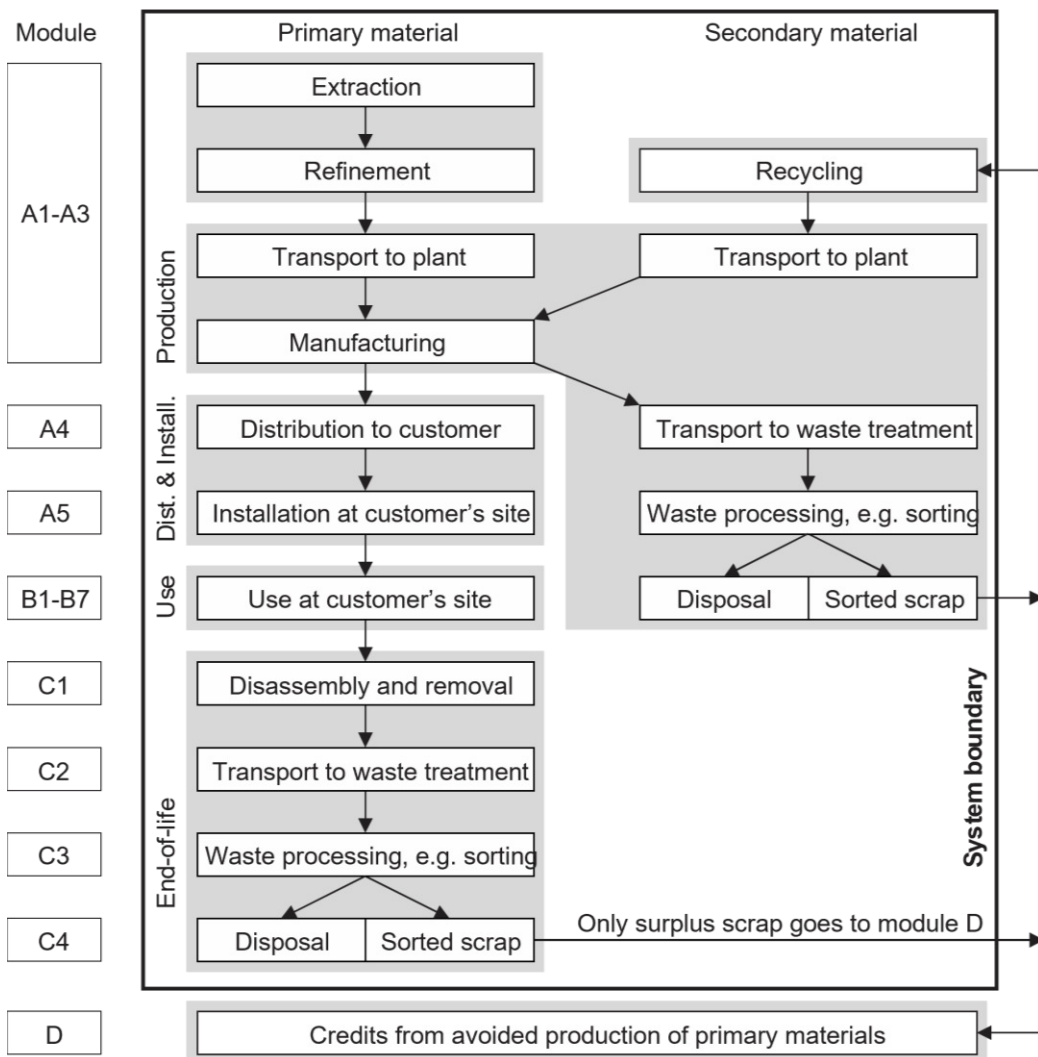 Module
Primary material
Secondary material
A1-A3
Extraction
Refinement
Recycling
Production
Transport to plant
Transport to plant
Manufacturing
A4
Dist. & Install.
Distribution to customer
Transport to waste treatment
A5
Installation at customer's site
Waste processing, e.g. sorting
B1-B7
Use
Use at customer's site
Disposal
Sorted scrap
C1
End-of-life
Disassembly and removal
System boundary
C2
Transport to waste treatment
C3
Waste processing, e.g. sorting
C4
Disposal
Sorted scrap
Only surplus scrap goes to module D
D
Credits from avoided production of primary materials